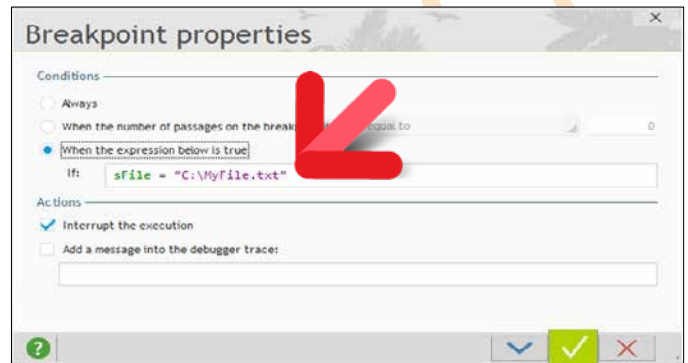 Breakpoint properties
Conditions
Always
When the number of passages on the equal to 0
When the expression below is true
If: sFile = "C:\MyFile.txt"
Actions
Interrupt the execution
Add a message into the debugger trace: